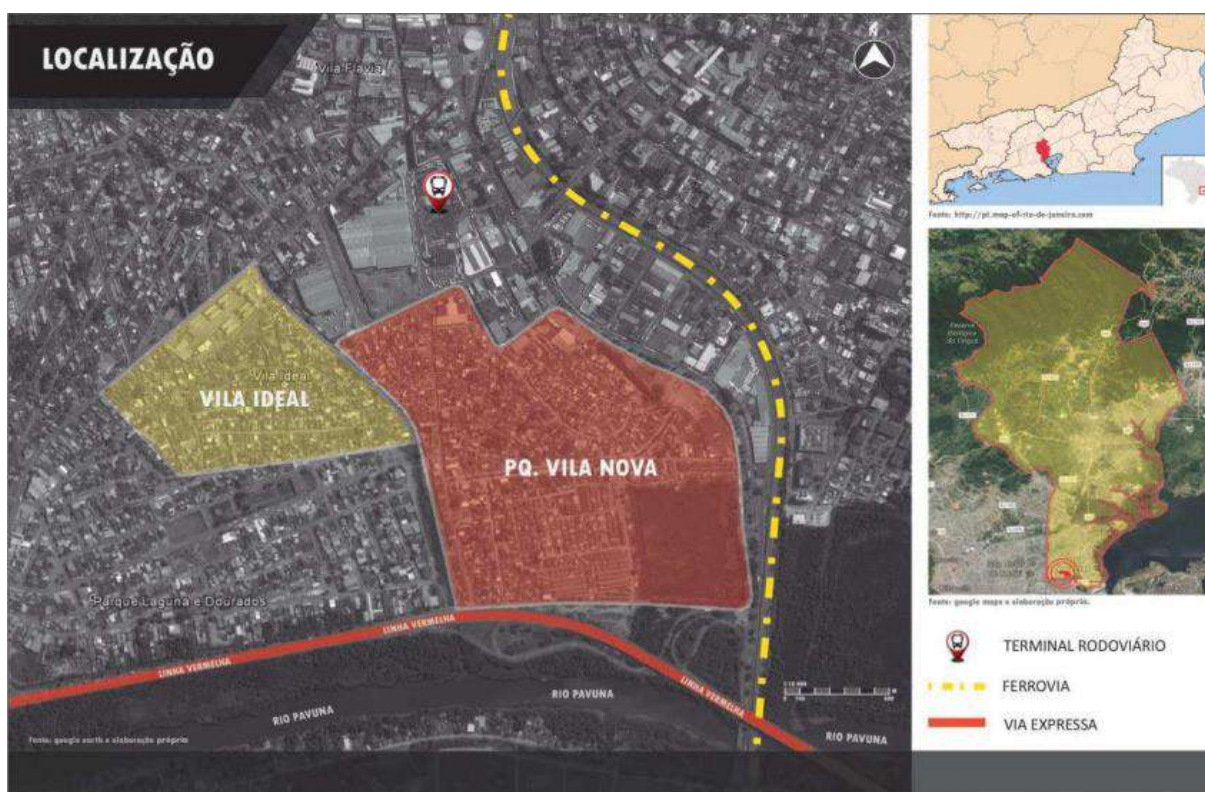 LOCALIZAÇÃO
Vila Flavia
N
Vila Ideal
VILA IDEAL
PQ. VILA NOVA
Parque Laguna e Dourados
LINHA VERMELHA
LINHA VERMELHA
LINHA VERMELHA
RIO PAVUNA
RIO PAVUNA
RIO PAVUNA
Fonte: google earth e elaboração própria
Fonte: http://pt.map-of-rio-de-janeiro.com
Fonte: google maps e elaboração própria.
TERMINAL RODOVIÁRIO
FERROVIA
VIA EXPRESSA